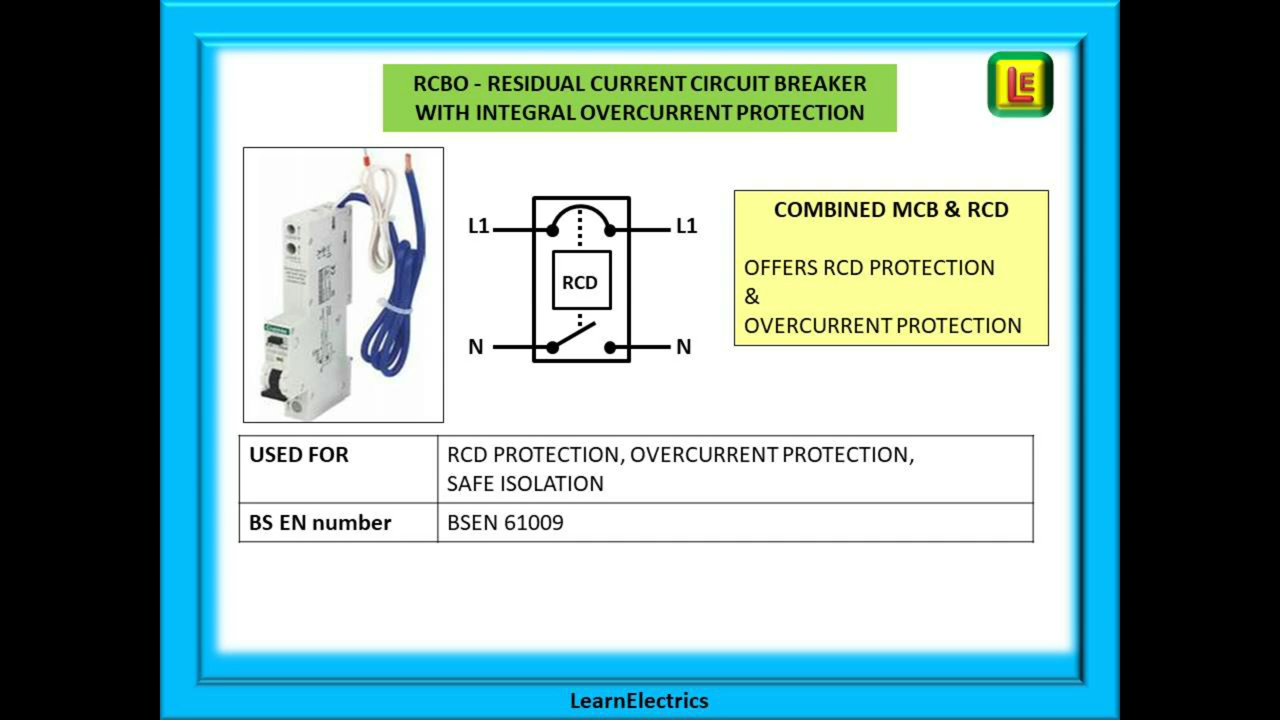 RCBO - RESIDUAL CURRENT CIRCUIT BREAKER
WITH INTEGRAL OVERCURRENT PROTECTION
LE
L1
L1
RCD
N
N
COMBINED MCB & RCD
OFFERS RCD PROTECTION
&
OVERCURRENT PROTECTION
USED FOR
RCD PROTECTION, OVERCURRENT PROTECTION,
SAFE ISOLATION
BS EN number
BSEN 61009
LearnElectrics